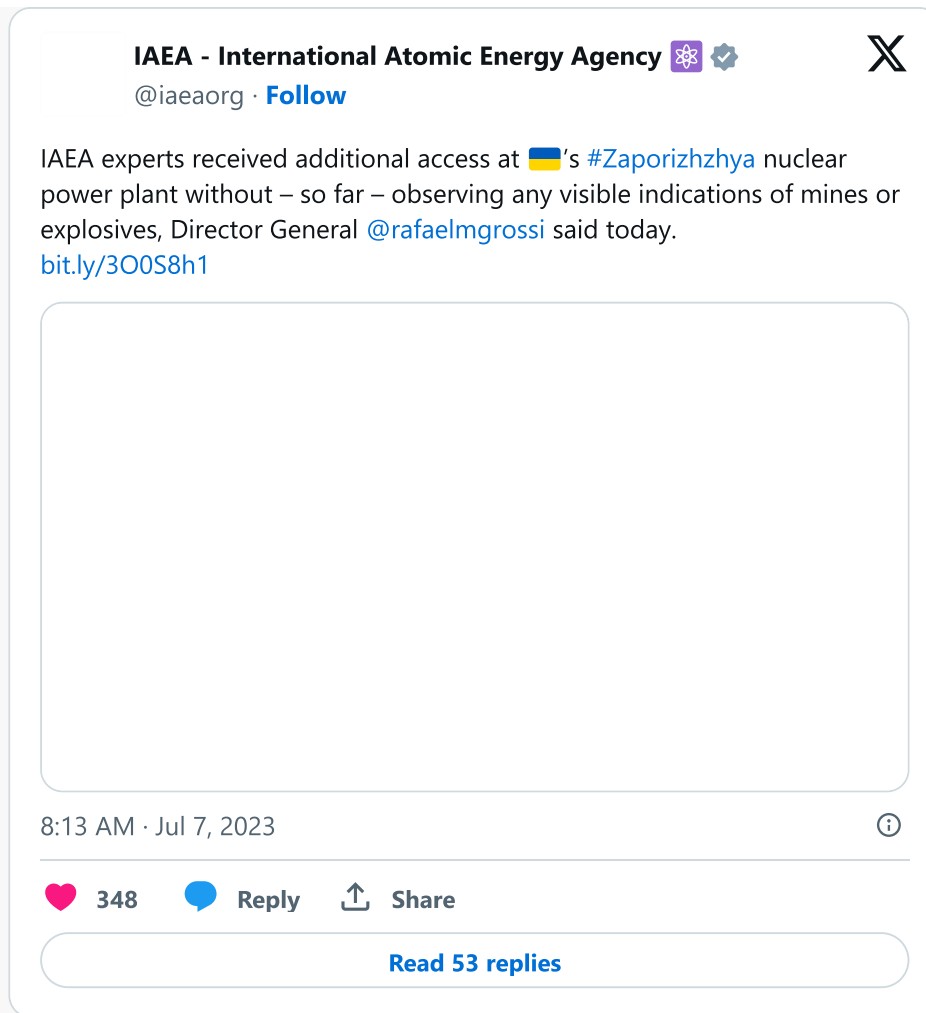 IAEA - International Atomic Energy Agency ⚛
@iaeaorg · Follow
IAEA experts received additional access at 🇺🇦’s #Zaporizhzhya nuclear
power plant without – so far – observing any visible indications of mines or
explosives, Director General @rafaelmgrossi said today.
bit.ly/3O0S8h1
8:13 AM · Jul 7, 2023
348 Reply Share
Read 53 replies